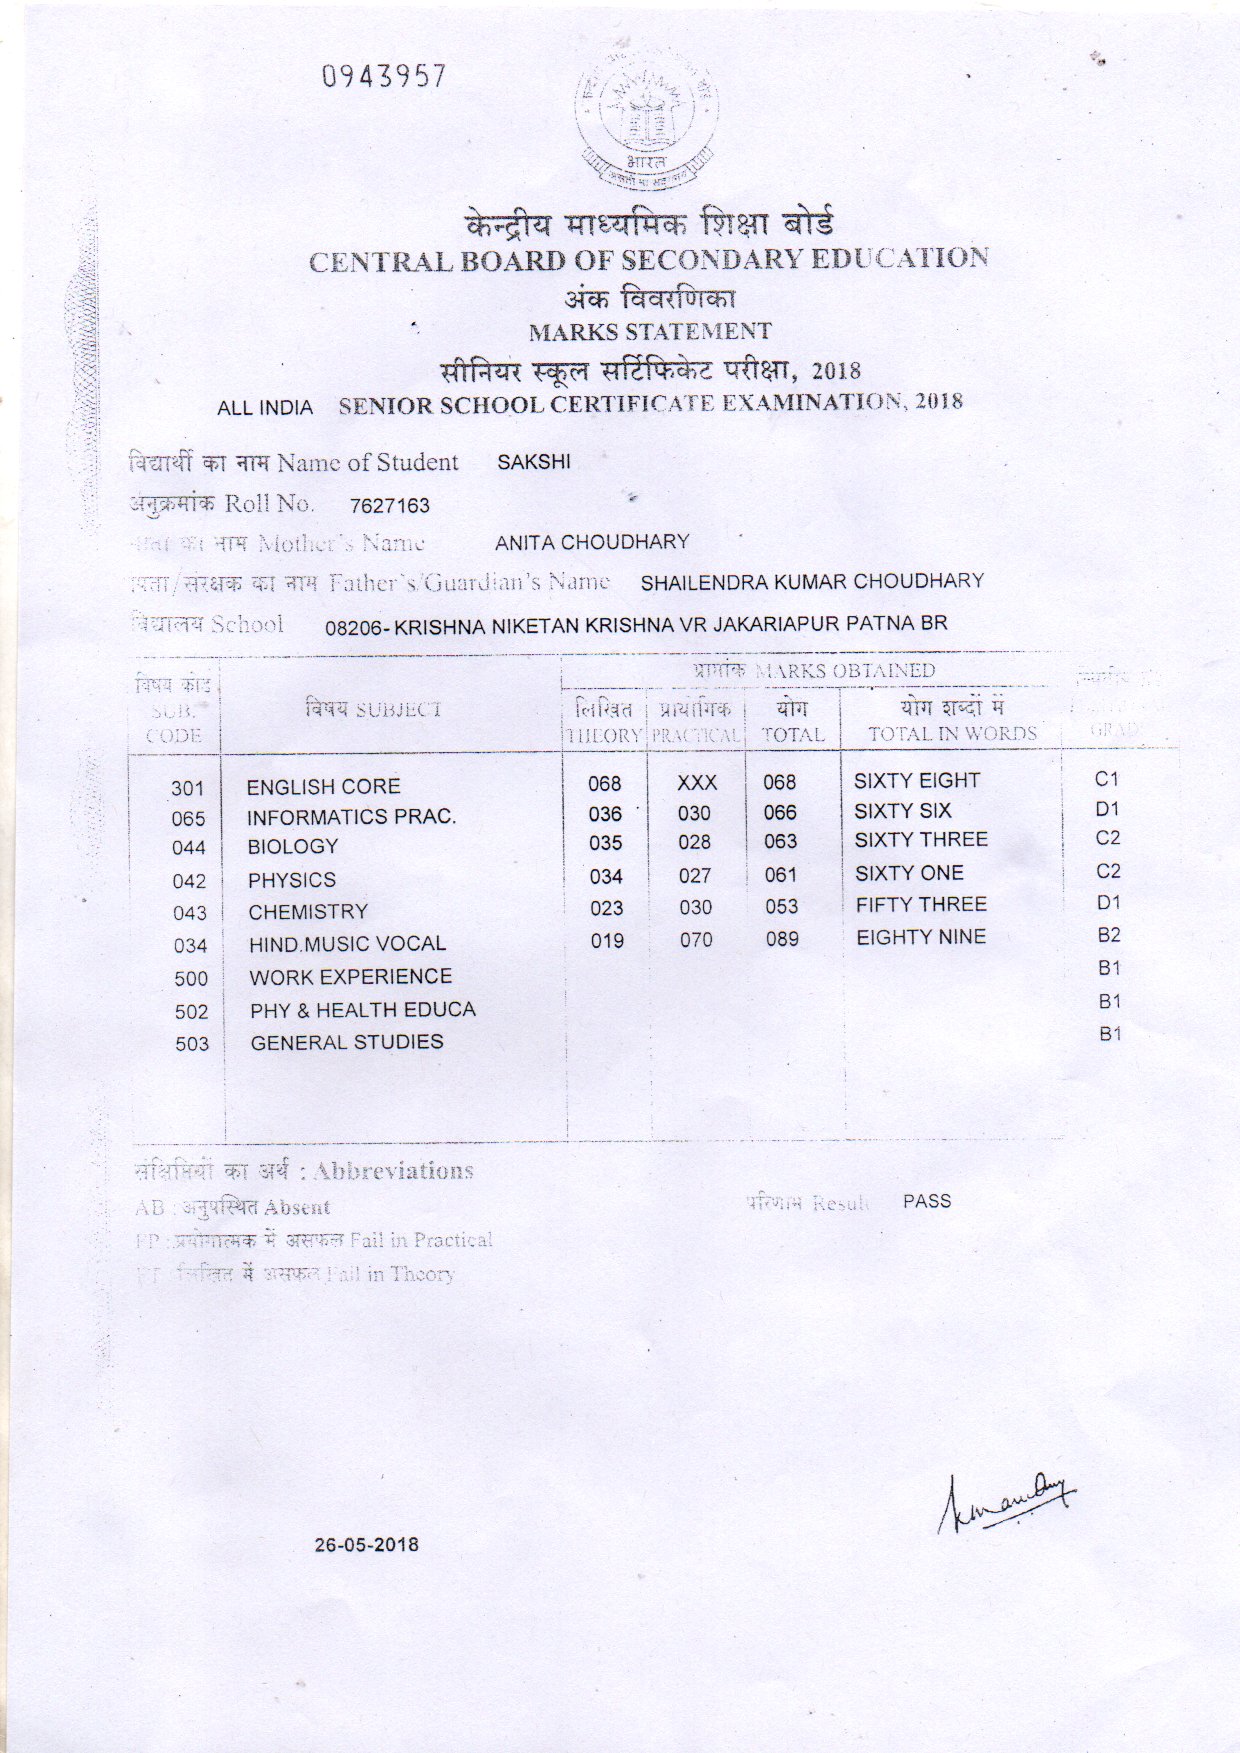 0943957
भारत
केन्द्रीय माध्यमिक शिक्षा बोर्ड
CENTRAL BOARD OF SECONDARY EDUCATION
अंक विवरणिका
MARKS STATEMENT
सीनियर स्कूल सर्टिफिकेट परीक्षा, 2018
ALL INDIA SENIOR SCHOOL CERTIFICATE EXAMINATION, 2018
विद्यार्थी का नाम Name of Student SAKSHI
अनुक्रमांक Roll No. 7627163
माता का नाम Mother's Name ANITA CHOUDHARY
पिता/संरक्षक का नाम Father's/Guardian's Name SHAILENDRA KUMAR CHOUDHARY
विद्यालय School 08206- KRISHNA NIKETAN KRISHNA VR JAKARIAPUR PATNA BR
प्राप्तांक MARKS OBTAINED
विषय कोड SUB. CODE विषय SUBJECT लिखित THEORY प्रायोगिक PRACTICAL योग TOTAL योग शब्दों में TOTAL IN WORDS GRADE
301 ENGLISH CORE 068 XXX 068 SIXTY EIGHT C1
065 INFORMATICS PRAC. 036 030 066 SIXTY SIX D1
044 BIOLOGY 035 028 063 SIXTY THREE C2
042 PHYSICS 034 027 061 SIXTY ONE C2
043 CHEMISTRY 023 030 053 FIFTY THREE D1
034 HIND.MUSIC VOCAL 019 070 089 EIGHTY NINE B2
500 WORK EXPERIENCE B1
502 PHY & HEALTH EDUCA B1
503 GENERAL STUDIES B1
संक्षिप्तियों का अर्थ : Abbreviations
AB : अनुपस्थित Absent
परिणाम Result PASS
FP : प्रयोगात्मक में असफल Fail in Practical
FT : लिखित में असफल Fail in Theory
26-05-2018